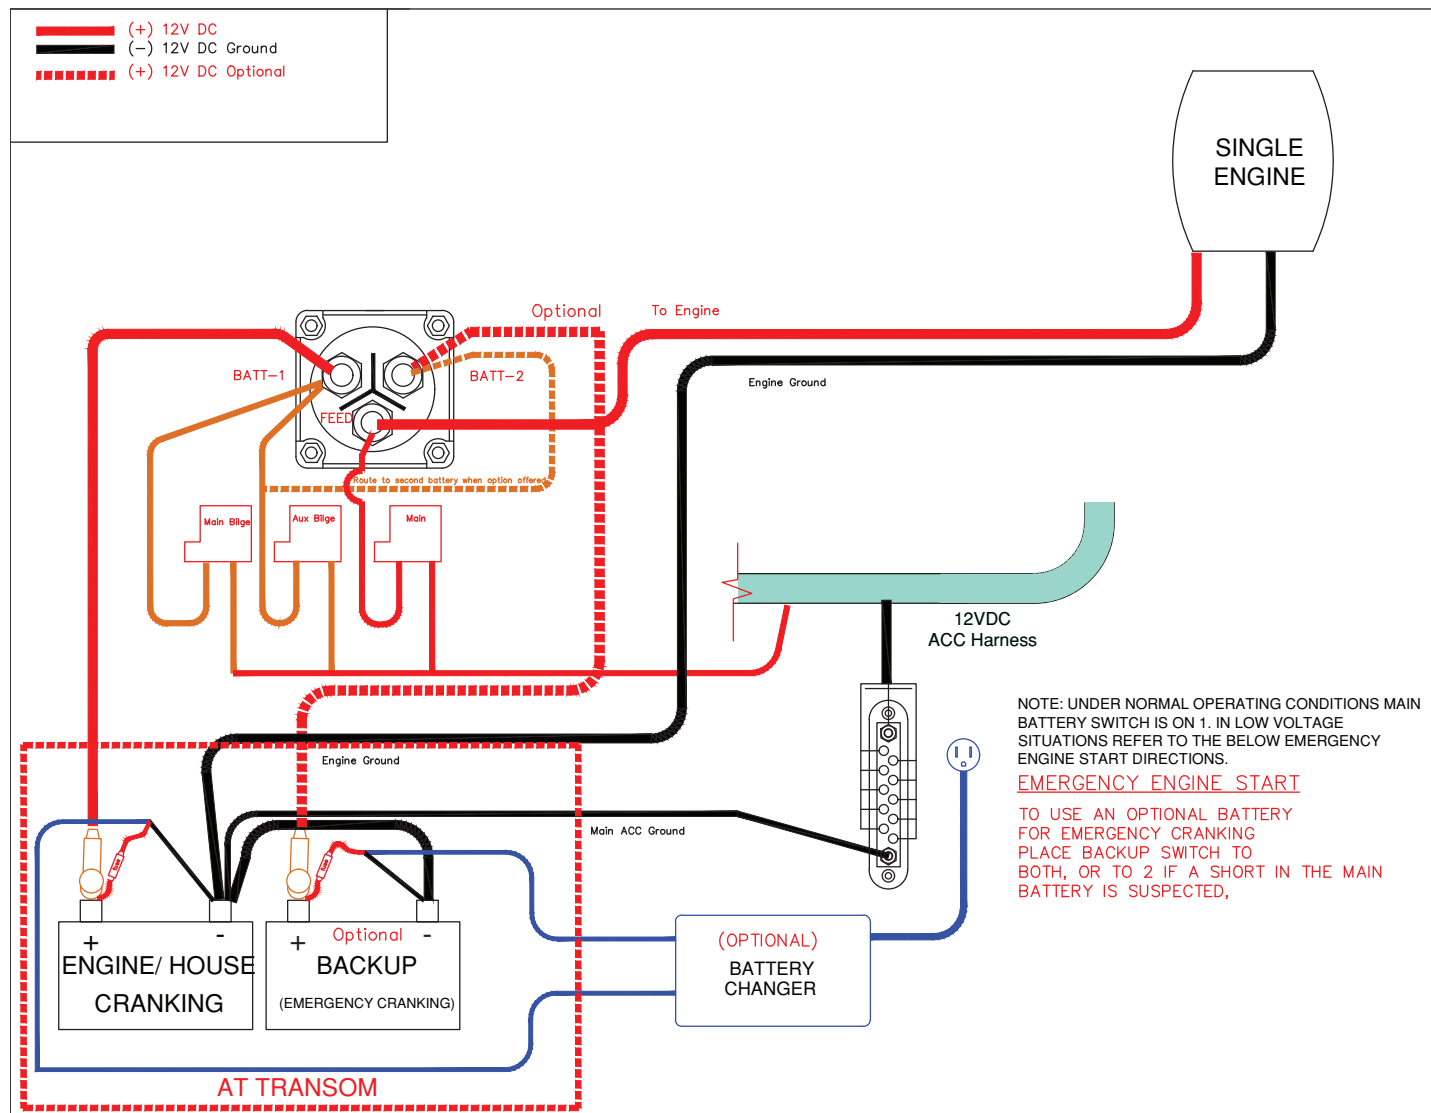 (+) 12V DC
(-) 12V DC Ground
(+) 12V DC Optional
SINGLE
ENGINE
Optional
To Engine
BATT-1
BATT-2
Engine Ground
FEED
Route to second battery when option offered
Main Bilge
Aux Bilge
Main
12VDC
ACC Harness
NOTE: UNDER NORMAL OPERATING CONDITIONS MAIN
BATTERY SWITCH IS ON 1. IN LOW VOLTAGE
SITUATIONS REFER TO THE BELOW EMERGENCY
ENGINE START DIRECTIONS.
EMERGENCY ENGINE START
TO USE AN OPTIONAL BATTERY
FOR EMERGENCY CRANKING
PLACE BACKUP SWITCH TO
BOTH, OR TO 2 IF A SHORT IN THE MAIN
BATTERY IS SUSPECTED,
Engine Ground
Main ACC Ground
fuse
fuse
+ -
ENGINE/ HOUSE
CRANKING
+ Optional -
BACKUP
(EMERGENCY CRANKING)
(OPTIONAL)
BATTERY
CHANGER
AT TRANSOM